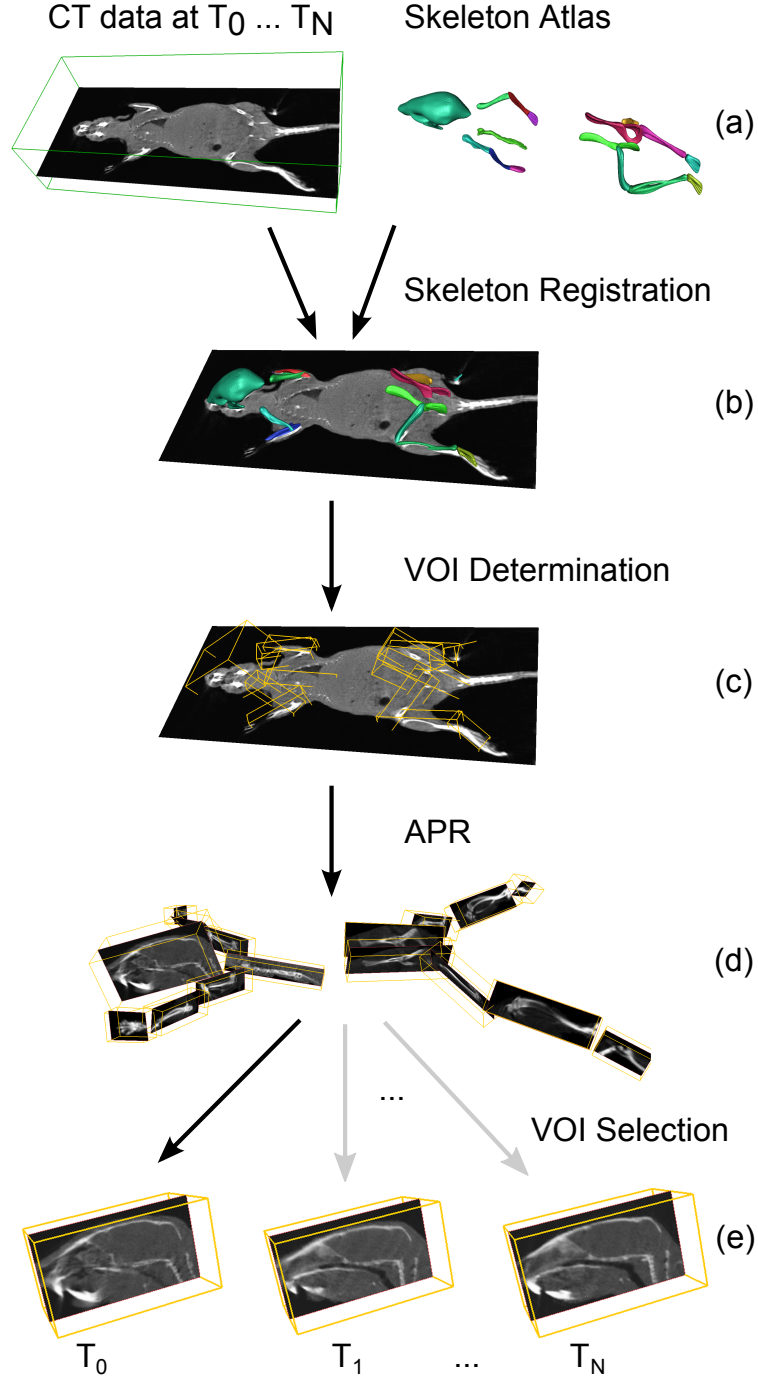 CT data at T0 ... TN
Skeleton Atlas
(a)
Skeleton Registration
(b)
VOI Determination
(c)
APR
(d)
...
VOI Selection
(e)
T0
T1
...
TN